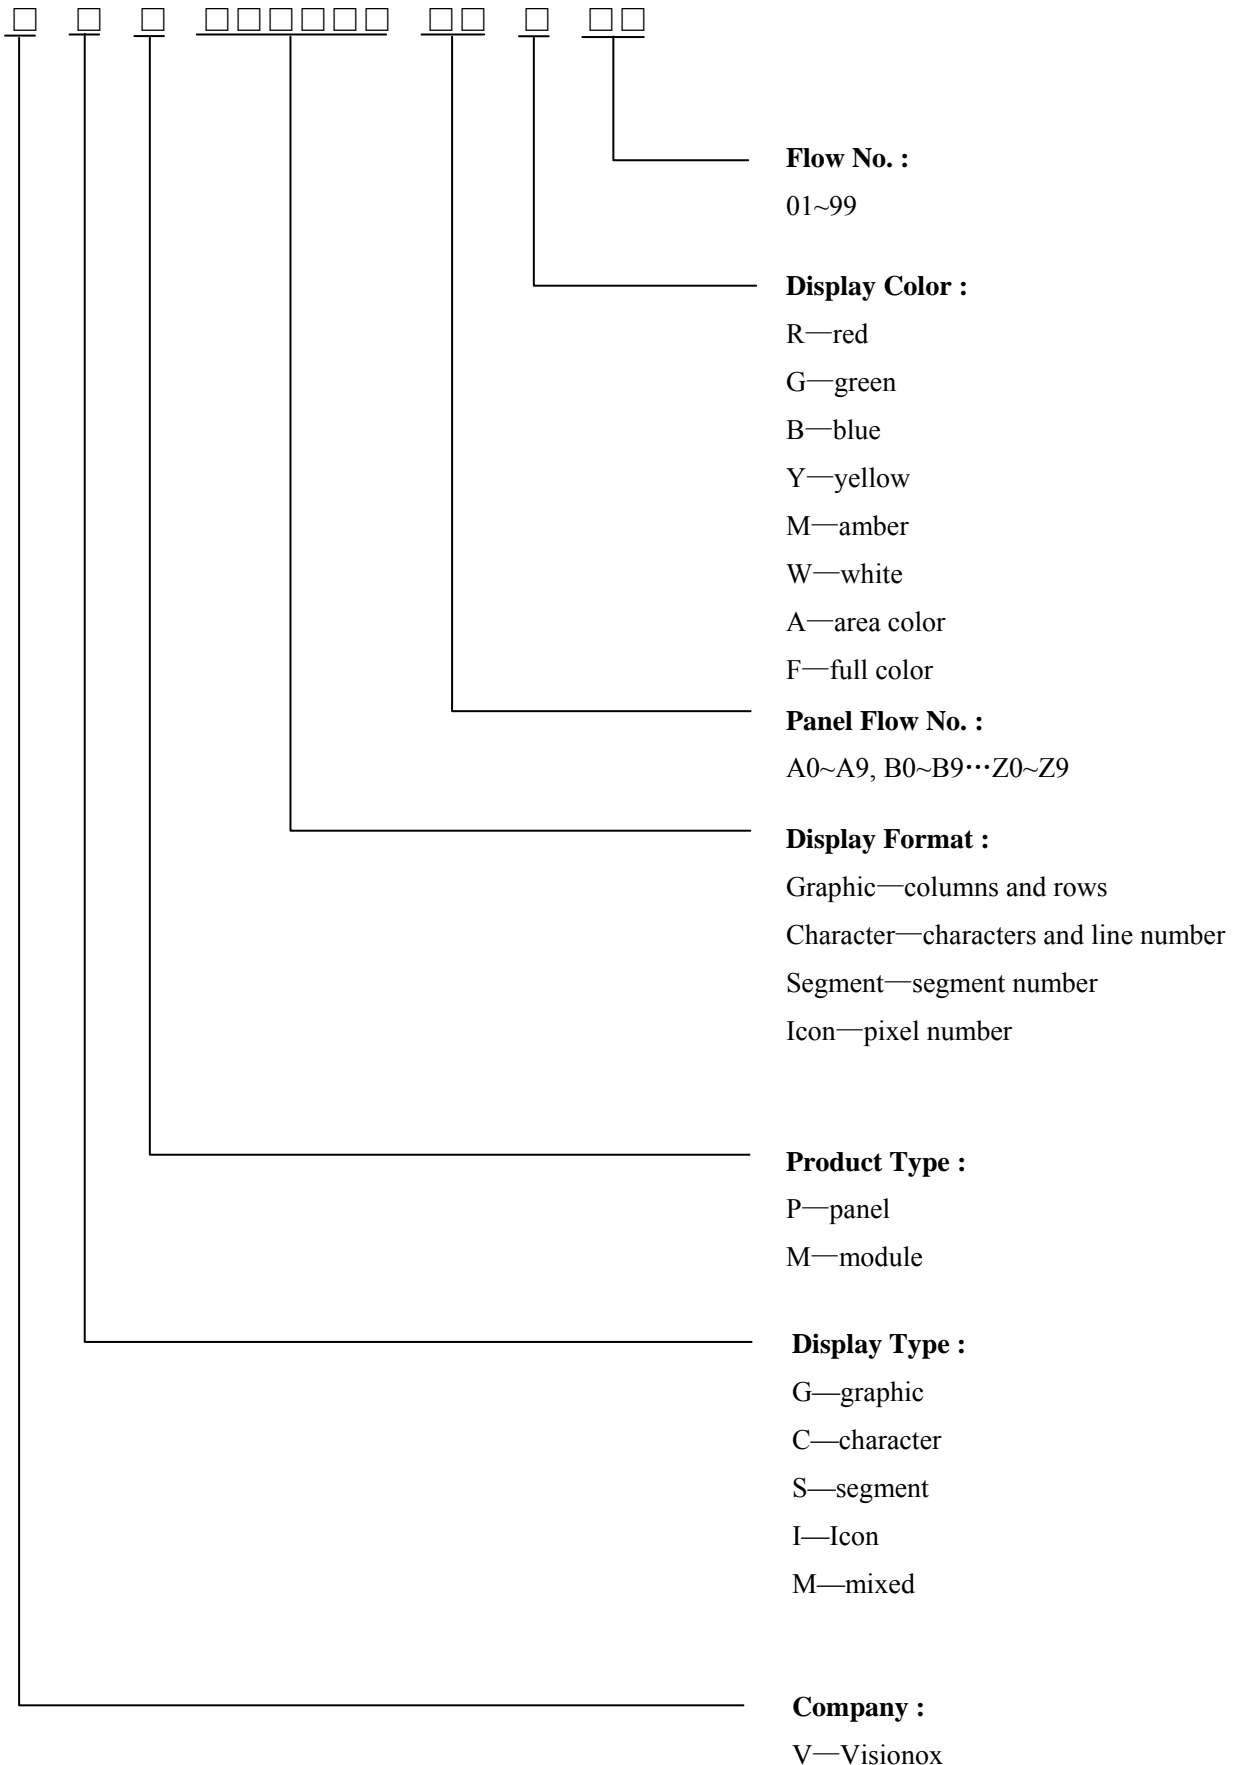 □ □ □ □□□□□□ □□ □ □□
Flow No. :
01~99
Display Color :
R—red
G—green
B—blue
Y—yellow
M—amber
W—white
A—area color
F—full color
Panel Flow No. :
A0~A9, B0~B9⋯Z0~Z9
Display Format :
Graphic—columns and rows
Character—characters and line number
Segment—segment number
Icon—pixel number
Product Type :
P—panel
M—module
Display Type :
G—graphic
C—character
S—segment
I—Icon
M—mixed
Company :
V—Visionox